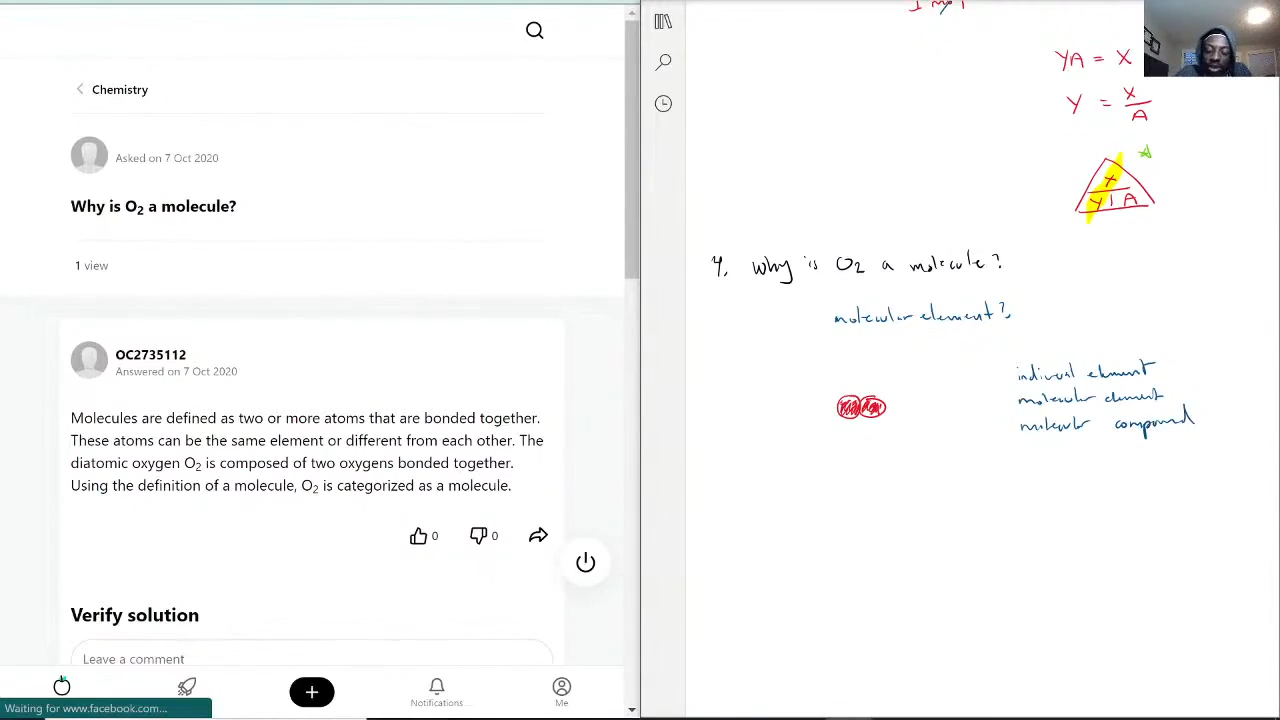 Chemistry
Asked on 7 Oct 2020
Why is O2 a molecule?
1 view
OC2735112
Answered on 7 Oct 2020
Molecules are defined as two or more atoms that are bonded together.
These atoms can be the same element or different from each other. The
diatomic oxygen O2 is composed of two oxygens bonded together.
Using the definition of a molecule, O2 is categorized as a molecule.
0
0
Verify solution
Leave a comment
Notifications
Me
Waiting for www.facebook.com...
YA = X
Y = X
A
X
Y | A
4. Why is O2 a molecule?
molecular element?
indivual element
molecular element
molecular compound